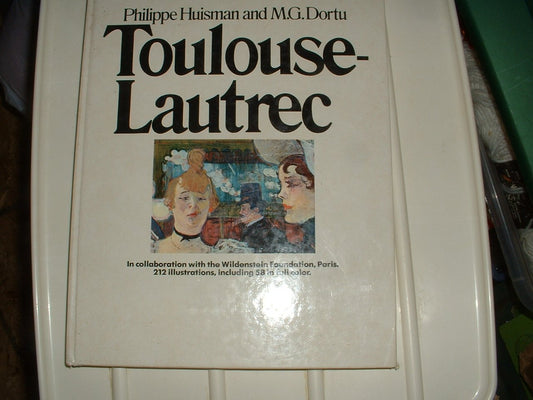 Philippe Huisman and M.G. Dortu
Toulouse-
Lautrec
In collaboration with the Wildenstein Foundation, Paris.
212 illustrations, including 58 in full color.